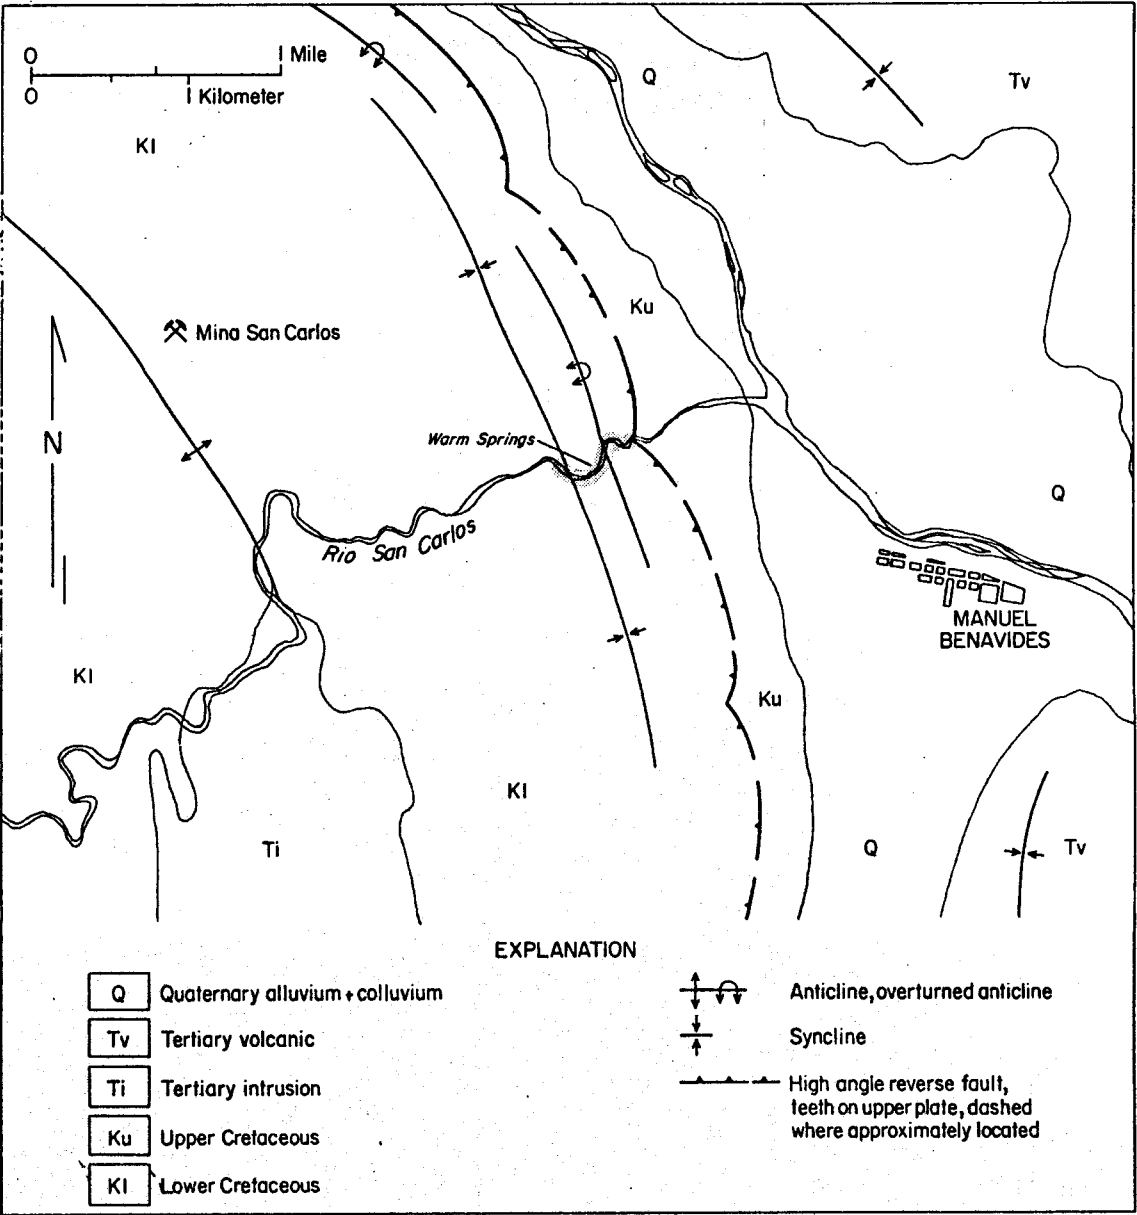 0 1 Mile
0 1 Kilometer
Q
Tv
Kl
Ku
Mina San Carlos
N
Warm Springs
Q
Rio San Carlos
MANUEL
BENAVIDES
Kl
Ku
Kl
Ti
Q
Tv
EXPLANATION
Q Quaternary alluvium + colluvium
Tv Tertiary volcanic
Ti Tertiary intrusion
Ku Upper Cretaceous
Kl Lower Cretaceous
Anticline, overturned anticline
Syncline
High angle reverse fault,
teeth on upper plate, dashed
where approximately located